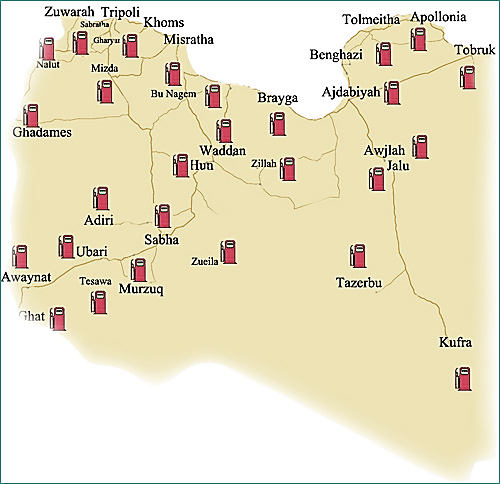 Zuwarah
Tripoli
Apollonia
Tolmeitha
Khoms
Sabratha
Gharyan
Misratha
Tobruk
Benghazi
Nalut
Mizda
Bu Nagem
Brayga
Ajdabiyah
Ghadames
Waddan
Awjlah
Hun
Zillah
Jalu
Adiri
Sabha
Ubari
Zueila
Awaynat
Tesawa
Murzuq
Tazerbu
Ghat
Kufra